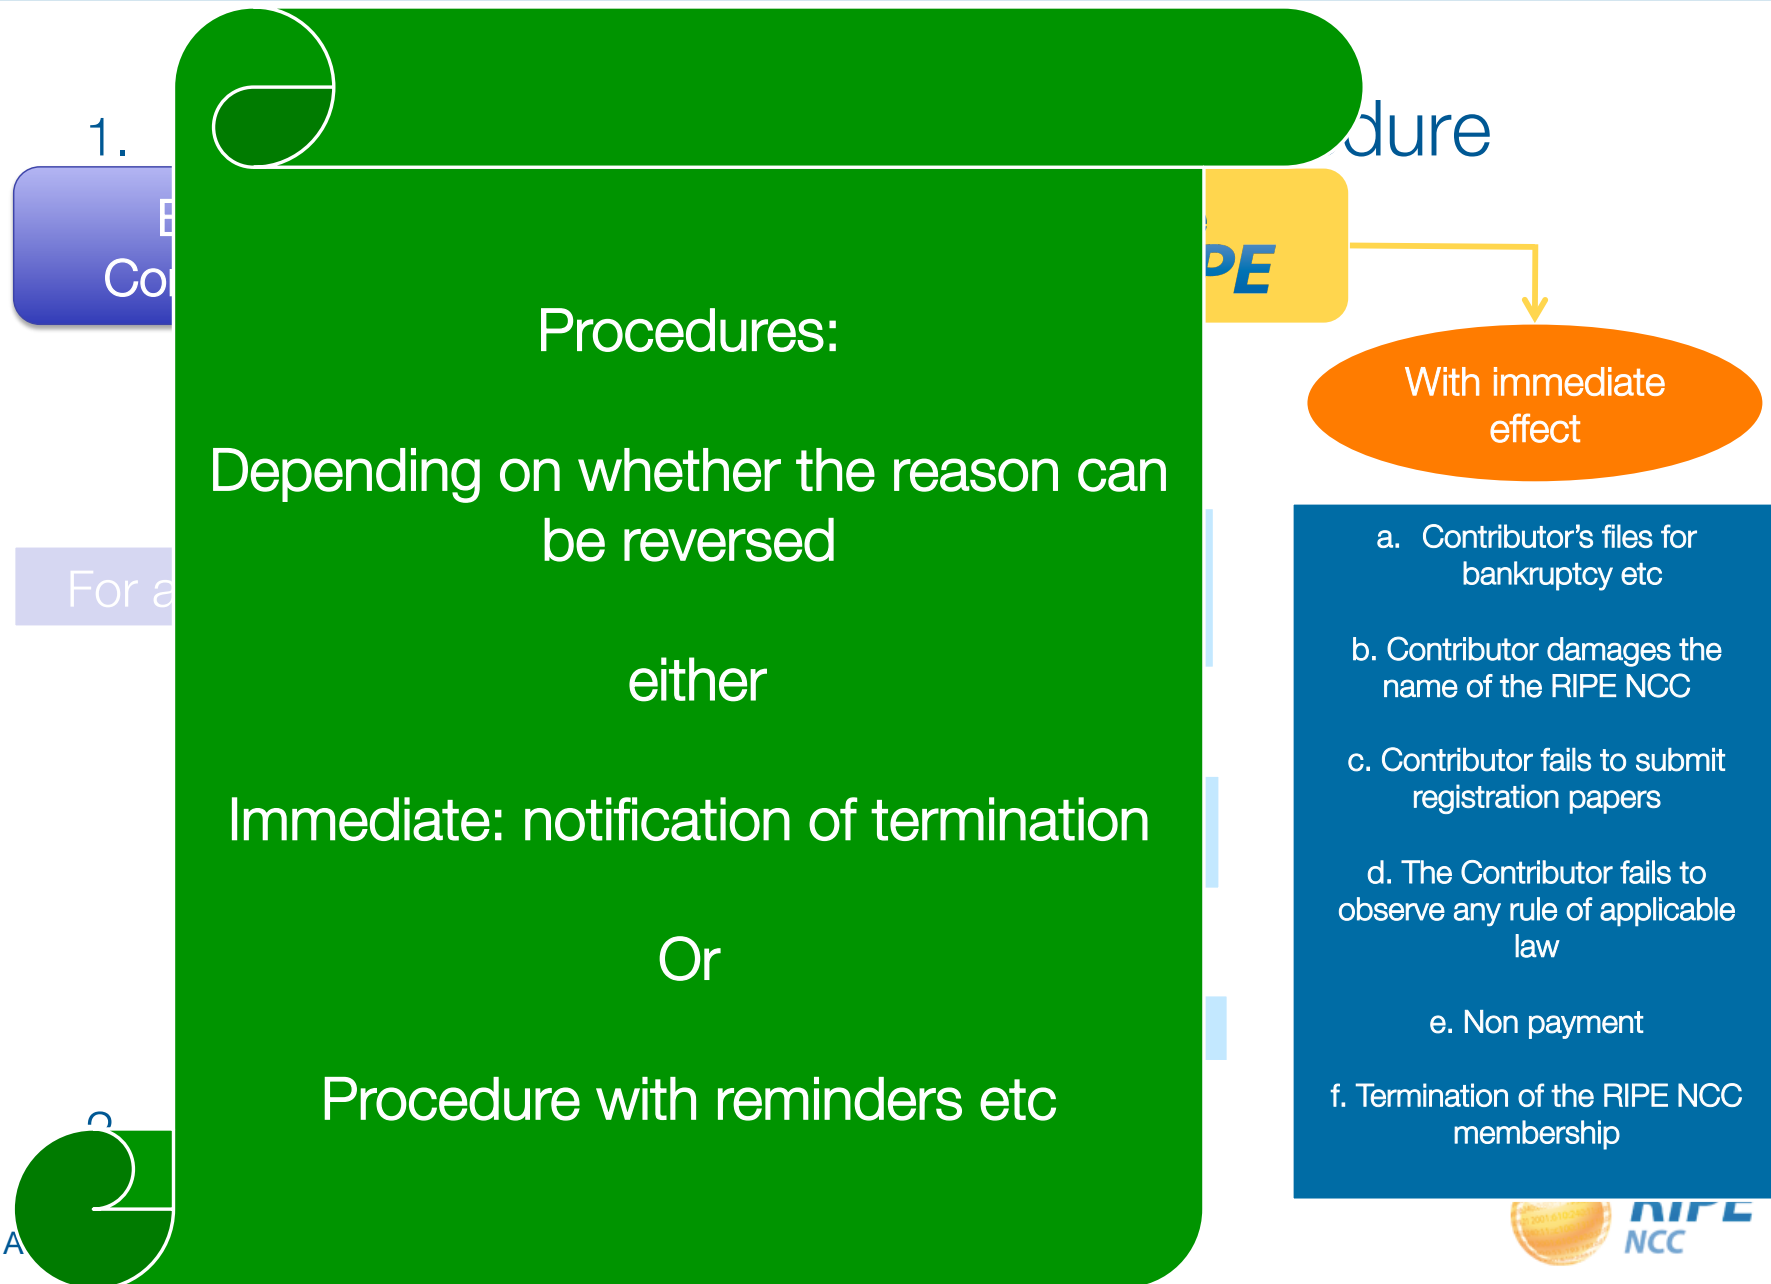 1.
dure
PE
Procedures:
Depending on whether the reason can
be reversed
either
Immediate: notification of termination
Or
Procedure with reminders etc
With immediate
effect
a. Contributor's files for
bankruptcy etc
b. Contributor damages the
name of the RIPE NCC
c. Contributor fails to submit
registration papers
d. The Contributor fails to
observe any rule of applicable
law
e. Non payment
f. Termination of the RIPE NCC
membership
For a
A
RIPE
NCC